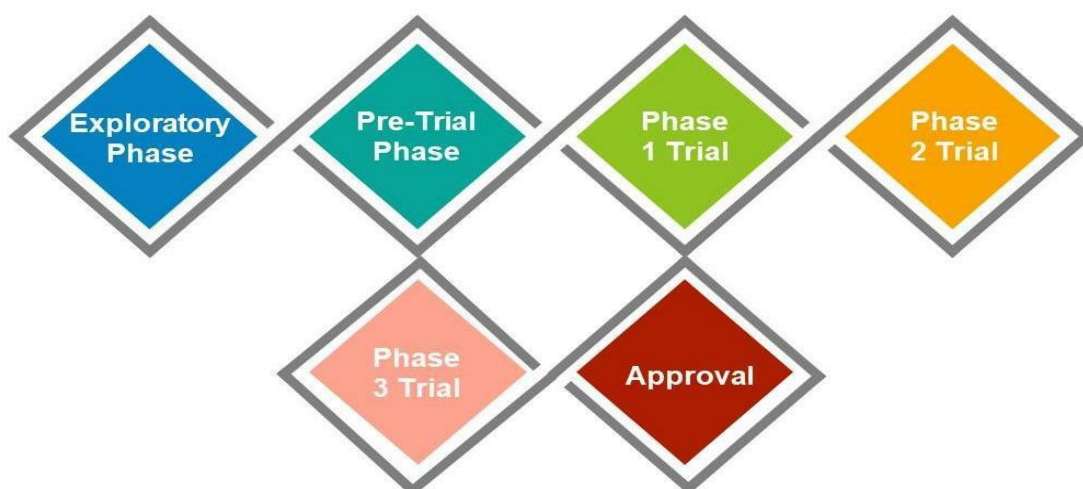 Exploratory
Phase
Pre-Trial
Phase
Phase
1 Trial
Phase
2 Trial
Phase
3 Trial
Approval